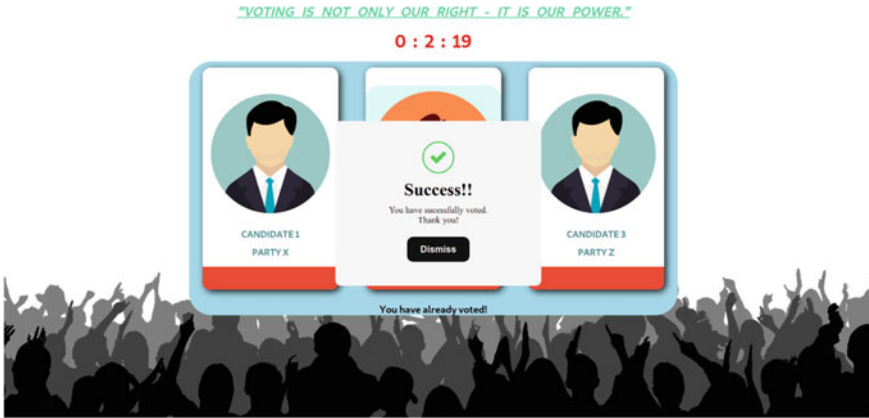 "VOTING IS NOT ONLY OUR RIGHT - IT IS OUR POWER."
0 : 2 : 19
CANDIDATE 1
PARTY X
Success!!
You have sucessfully voted.
Thank you!
Dismiss
CANDIDATE 3
PARTY Z
You have already voted!